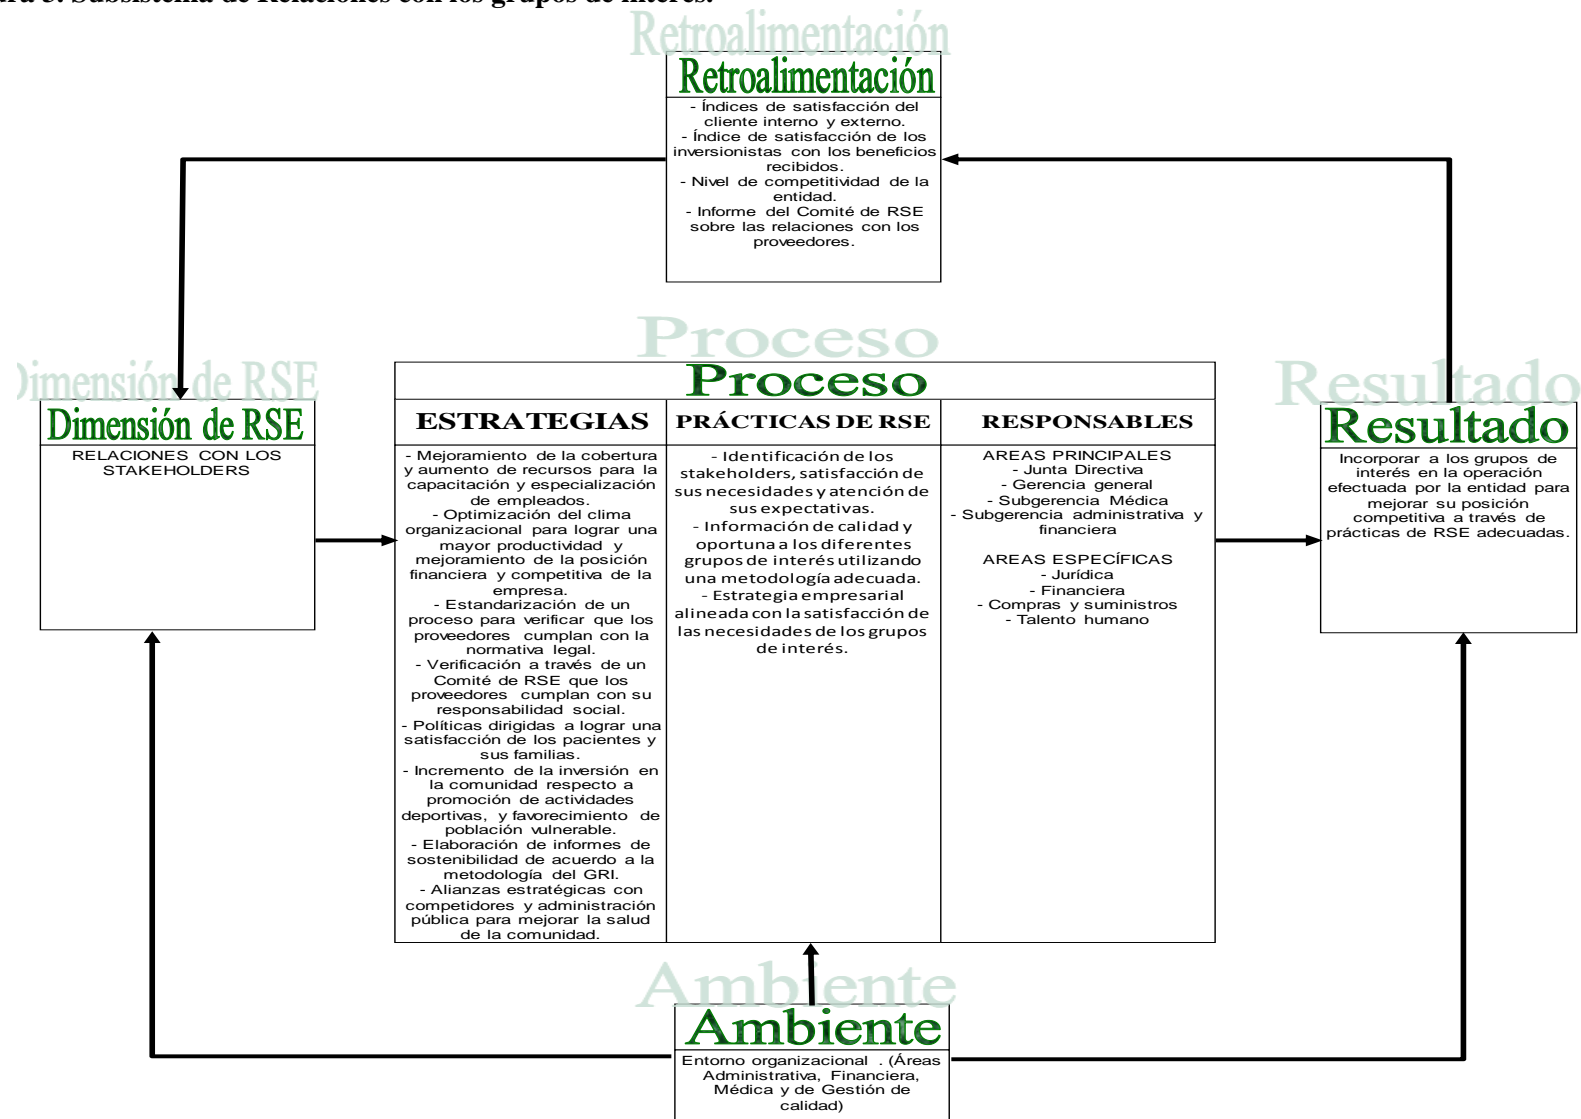 ra 3. Subsistema de Relaciones con los grupos de interés.
Retroalimentación
- Índices de satisfacción del
cliente interno y externo.
- Índice de satisfacción de los
inversionistas con los beneficios
recibidos.
- Nivel de competitividad de la
entidad.
- Informe del Comité de RSE
sobre las relaciones con los
proveedores.
Dimensión de RSE
RELACIONES CON LOS
STAKEHOLDERS
Proceso
ESTRATEGIAS
- Mejoramiento de la cobertura
y aumento de recursos para la
capacitación y especialización
de empleados.
- Optimización del clima
organizacional para lograr una
mayor productividad y
mejoramiento de la posición
financiera y competitiva de la
empresa.
- Estandarización de un
proceso para verificar que los
proveedores cumplan con la
normativa legal.
- Verificación a través de un
Comité de RSE que los
proveedores cumplan con su
responsabilidad social.
- Políticas dirigidas a lograr una
satisfacción de los pacientes y
sus familias.
- Incremento de la inversión en
la comunidad respecto a
promoción de actividades
deportivas, y favorecimiento de
población vulnerable.
- Elaboración de informes de
sostenibilidad de acuerdo a la
metodología del GRI.
- Alianzas estratégicas con
competidores y administración
pública para mejorar la salud
de la comunidad.
PRÁCTICAS DE RSE
- Identificación de los
stakeholders, satisfacción de
sus necesidades y atención de
sus expectativas.
- Información de calidad y
oportuna a los diferentes
grupos de interés utilizando
una metodología adecuada.
- Estrategia empresarial
alineada con la satisfacción de
las necesidades de los grupos
de interés.
RESPONSABLES
AREAS PRINCIPALES
- Junta Directiva
- Gerencia general
- Subgerencia Médica
- Subgerencia administrativa y
financiera
AREAS ESPECÍFICAS
- Jurídica
- Financiera
- Compras y suministros
- Talento humano
Resultado
Incorporar a los grupos de
interés en la operación
efectuada por la entidad para
mejorar su posición
competitiva a través de
prácticas de RSE adecuadas.
Ambiente
Entorno organizacional . (Áreas
Administrativa, Financiera,
Médica y de Gestión de
calidad)